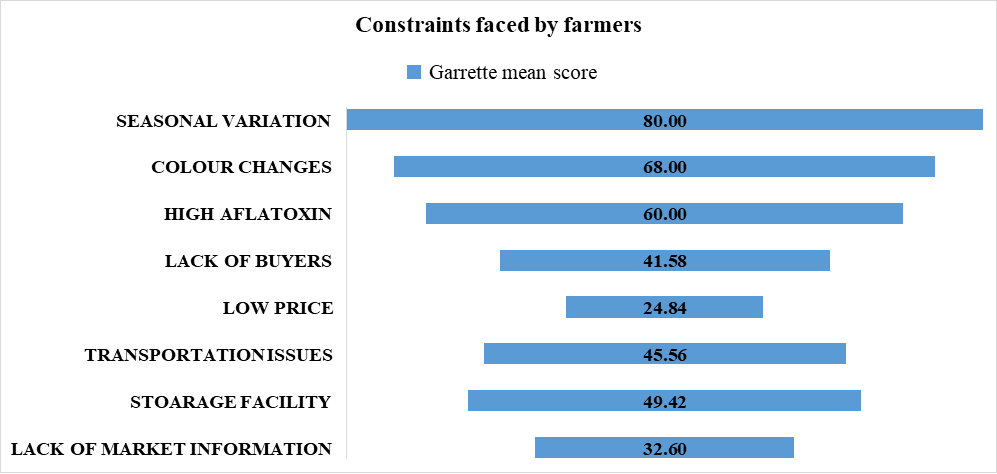 Constraints faced by farmers
Garrette mean score
SEASONAL VARIATION 80.00
COLOUR CHANGES 68.00
HIGH AFLATOXIN 60.00
LACK OF BUYERS 41.58
LOW PRICE 24.84
TRANSPORTATION ISSUES 45.56
STOARAGE FACILITY 49.42
LACK OF MARKET INFORMATION 32.60